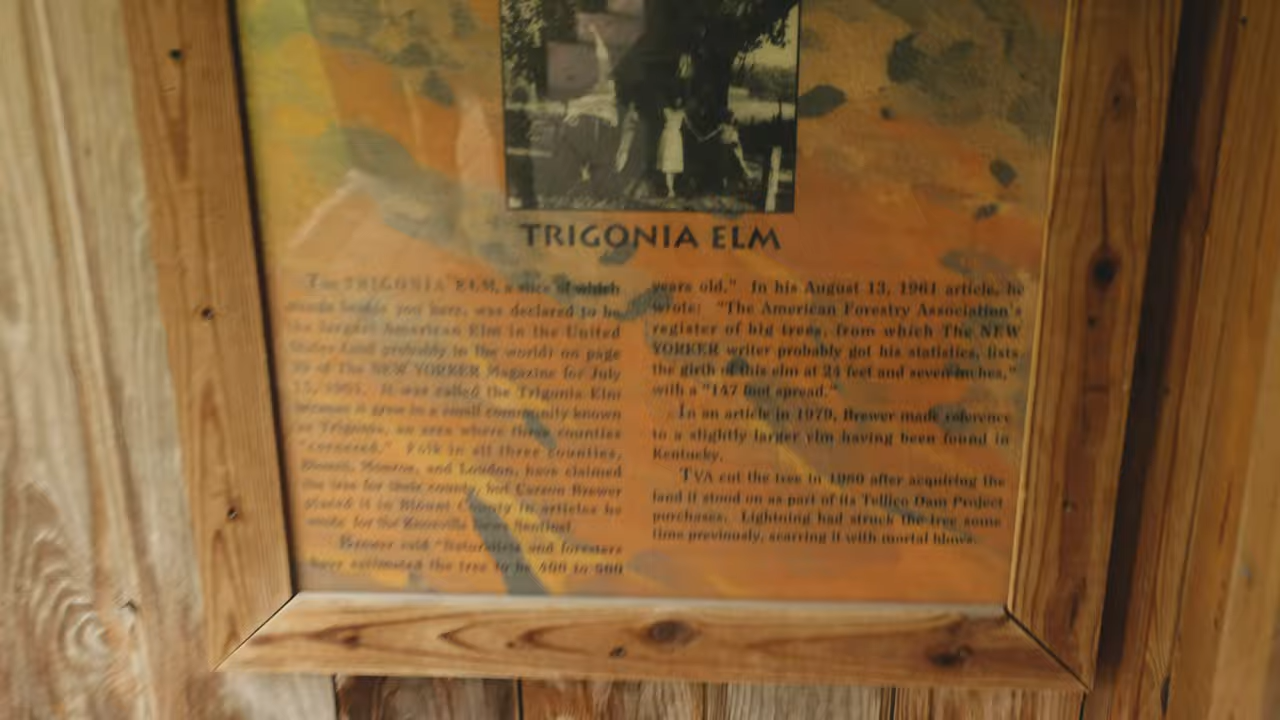 TRIGONIA ELM
The TRIGONIA ELM, a slice of which
stands beside you here, was declared to be
the largest American Elm in the United
States (and probably in the world) on page
of The NEW YORKER Magazine for July
It was called the Trigonia Elm
because it grew in a small community known
as Trigonia, an area where three counties
"cornered." Folk in all three counties,
Blount, Monroe, and Loudon, have claimed
the tree for their county, but Carson Brewer
placed it in Blount County in articles he
wrote for the Knoxville News Sentinel.
Brewer said "Naturalists and foresters
have estimated the tree to be 400 to 500
years old." In his August 13, 1961 article, he
wrote: "The American Forestry Association's
register of big trees, from which The NEW
YORKER writer probably got his statistics, lists
the girth of this elm at 24 feet and seven inches,"
with a "147 foot spread."
In an article in 1979, Brewer made reference
to a slightly larger elm having been found in
Kentucky.
TVA cut the tree in after acquiring the
land it stood on as part of its Tellico Dam Project
purchases. Lightning had struck the tree some
time previously, scarring it with mortal blows.